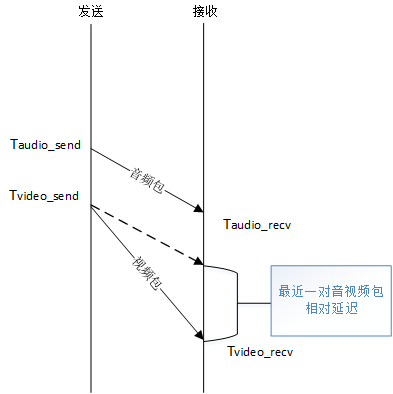 发送
接收
Taudio_send
音频包
Tvideo_send
Taudio_recv
视频包
最近一对音视频包
相对延迟
Tvideo_recv